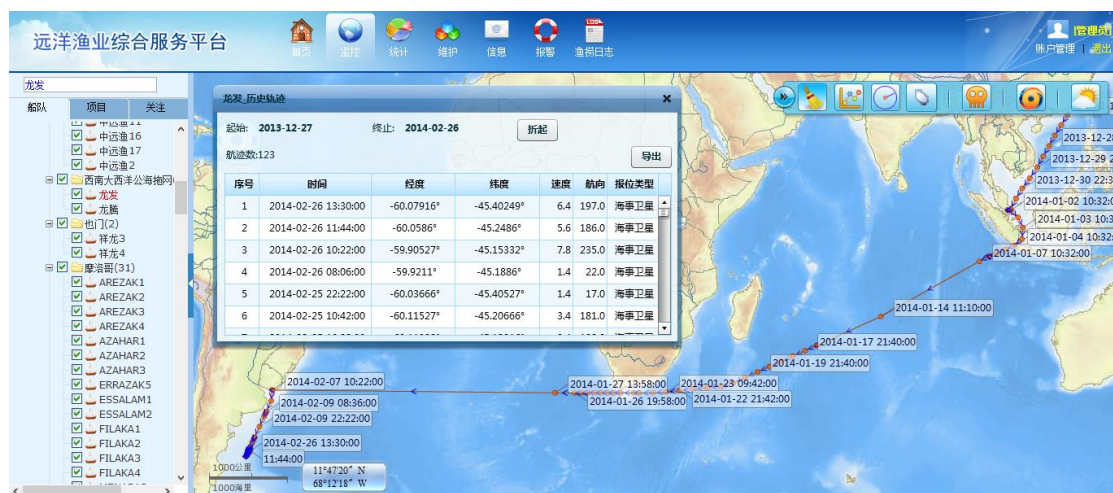 远洋渔业综合服务平台
首页 监控 统计 维护 信息 报警 渔捞日志
[管理员]
账户管理 | 退出
龙发
船队 项目 关注
中远渔11
中远渔16
中远渔17
中远渔2
西南大西洋公海拖网
龙发
龙腾
也门(2)
祥龙3
祥龙4
摩洛哥(31)
AREZAK1
AREZAK2
AREZAK3
AREZAK4
AZAHAR1
AZAHAR2
AZAHAR3
ERRAZAK5
ESSALAM1
ESSALAM2
FILAKA1
FILAKA2
FILAKA3
FILAKA4
龙发_历史轨迹
起始: 2013-12-27 终止: 2014-02-26 折起
航迹数:123 导出
序号 时间 经度 纬度 速度 航向 报位类型
1 2014-02-26 13:30:00 -60.07916° -45.40249° 6.4 197.0 海事卫星
2 2014-02-26 11:44:00 -60.0586° -45.2486° 5.6 186.0 海事卫星
3 2014-02-26 10:22:00 -59.90527° -45.15332° 7.8 235.0 海事卫星
4 2014-02-26 08:06:00 -59.9211° -45.1886° 1.4 22.0 海事卫星
5 2014-02-25 22:22:00 -60.03666° -45.40527° 1.4 17.0 海事卫星
6 2014-02-25 10:42:00 -60.11527° -45.20666° 3.4 181.0 海事卫星
2013-12-28
2013-12-29 2
2013-12-30 22:3
2014-01-02 10:32:0
2014-01-03 10:3
2014-01-04 10:32:
2014-01-07 10:32:00
2014-01-14 11:10:00
2014-01-17 21:40:00
2014-01-19 21:40:00
2014-01-23 09:42:00
2014-01-22 21:42:00
2014-01-27 13:58:00
2014-01-26 19:58:00
2014-02-07 10:22:00
2014-02-09 08:36:00
2014-02-09 22:22:00
2014-02-26 13:30:00
11:44:00
1000公里
1000海里
11°47'20" N
68°12'18" W